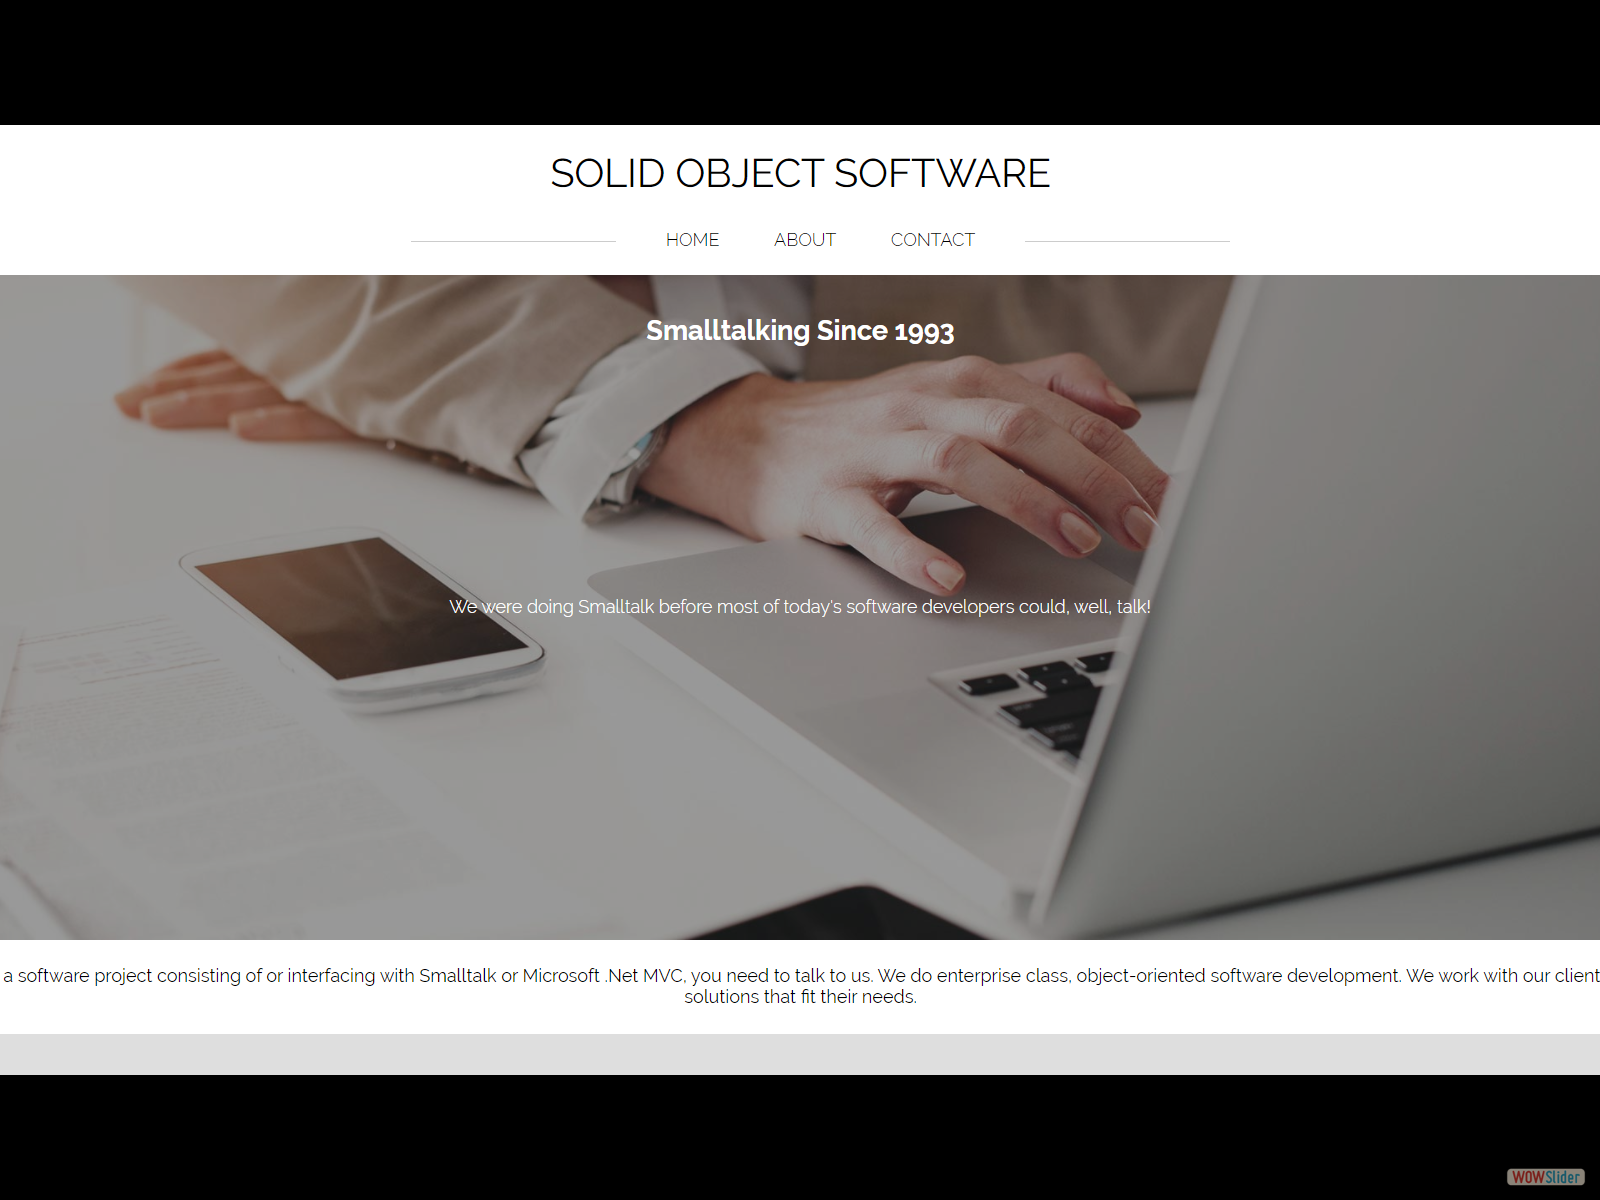 SOLID OBJECT SOFTWARE
HOME ABOUT CONTACT
Smalltalking Since 1993
We were doing Smalltalk before most of today's software developers could, well, talk!
a software project consisting of or interfacing with Smalltalk or Microsoft .Net MVC, you need to talk to us. We do enterprise class, object-oriented software development. We work with our client
solutions that fit their needs.
WOWSlider